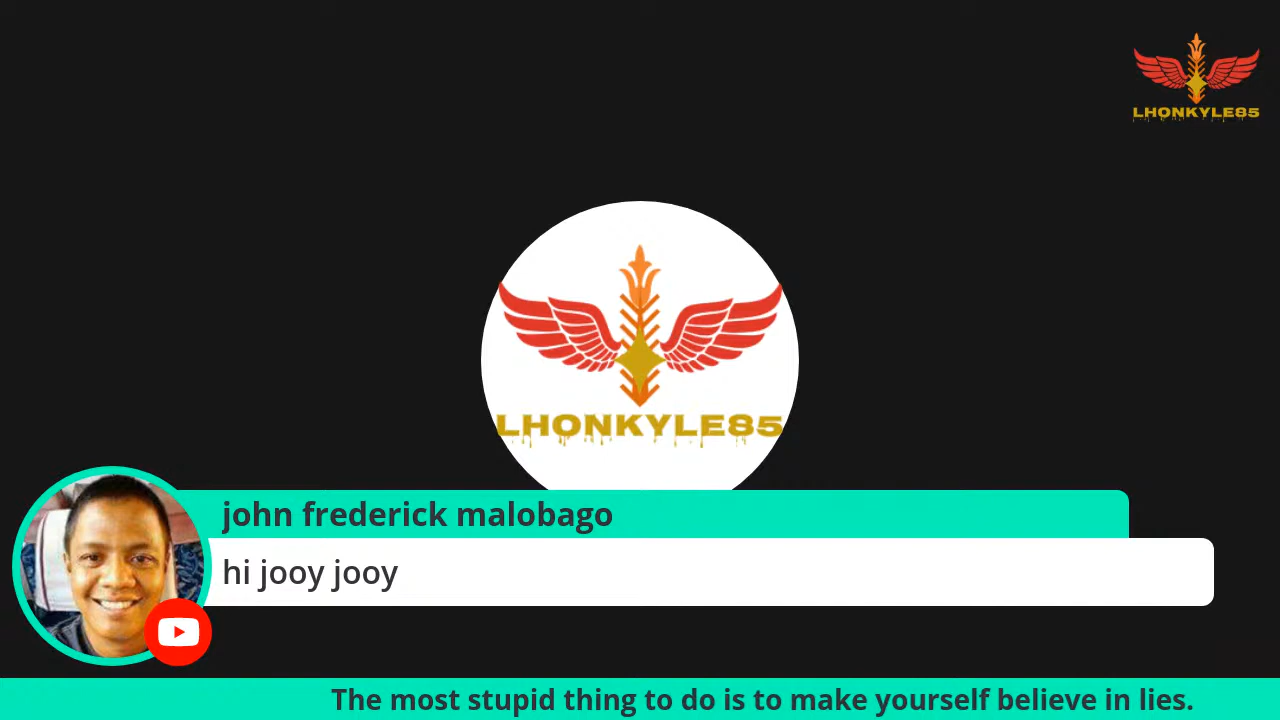 LHONKYLE85
LHONKYLE85
john frederick malobago
hi jooy jooy
The most stupid thing to do is to make yourself believe in lies.